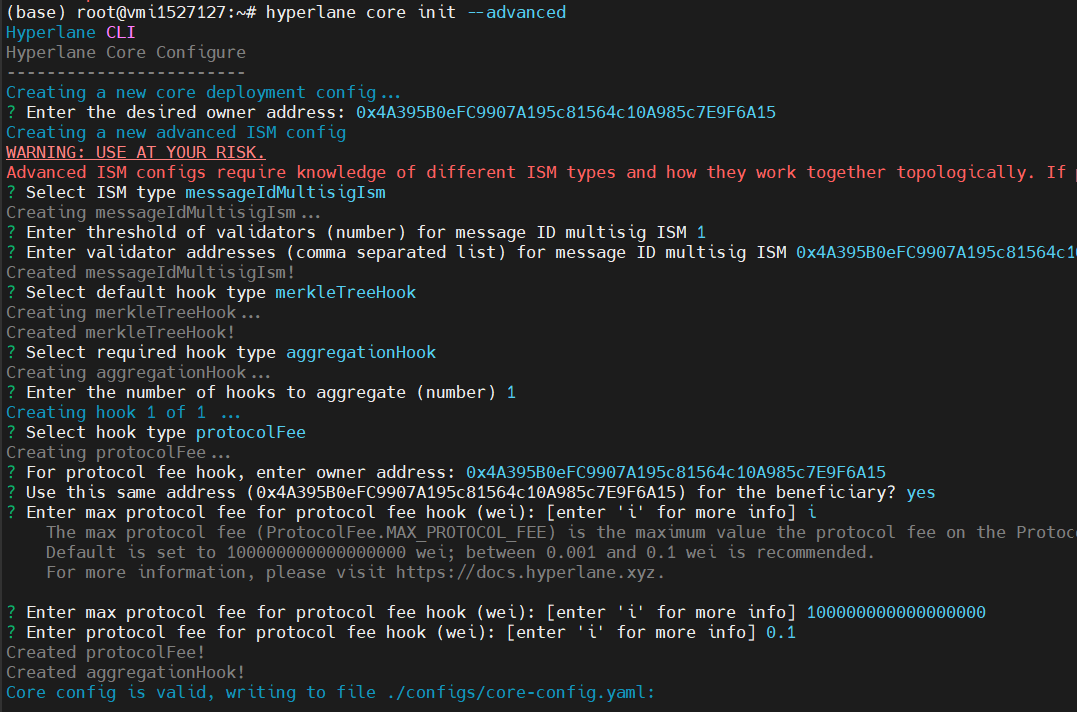 (base) root@vmi1527127:~# hyperlane core init --advanced
Hyperlane CLI
Hyperlane Core Configure
------------------------
Creating a new core deployment config...
? Enter the desired owner address: 0x4A395B0eFC9907A195c81564c10A985c7E9F6A15
Creating a new advanced ISM config
WARNING: USE AT YOUR RISK.
Advanced ISM configs require knowledge of different ISM types and how they work together topologically. If
? Select ISM type messageIdMultisigIsm
Creating messageIdMultisigIsm...
? Enter threshold of validators (number) for message ID multisig ISM 1
? Enter validator addresses (comma separated list) for message ID multisig ISM 0x4A395B0eFC9907A195c81564c1
Created messageIdMultisigIsm!
? Select default hook type merkleTreeHook
Creating merkleTreeHook...
Created merkleTreeHook!
? Select required hook type aggregationHook
Creating aggregationHook...
? Enter the number of hooks to aggregate (number) 1
Creating hook 1 of 1 ...
? Select hook type protocolFee
Creating protocolFee...
? For protocol fee hook, enter owner address: 0x4A395B0eFC9907A195c81564c10A985c7E9F6A15
? Use this same address (0x4A395B0eFC9907A195c81564c10A985c7E9F6A15) for the beneficiary? yes
? Enter max protocol fee for protocol fee hook (wei): [enter 'i' for more info] i
The max protocol fee (ProtocolFee.MAX_PROTOCOL_FEE) is the maximum value the protocol fee on the Protoc
Default is set to 100000000000000000 wei; between 0.001 and 0.1 wei is recommended.
For more information, please visit https://docs.hyperlane.xyz.
? Enter max protocol fee for protocol fee hook (wei): [enter 'i' for more info] 100000000000000000
? Enter protocol fee for protocol fee hook (wei): [enter 'i' for more info] 0.1
Created protocolFee!
Created aggregationHook!
Core config is valid, writing to file ./configs/core-config.yaml: